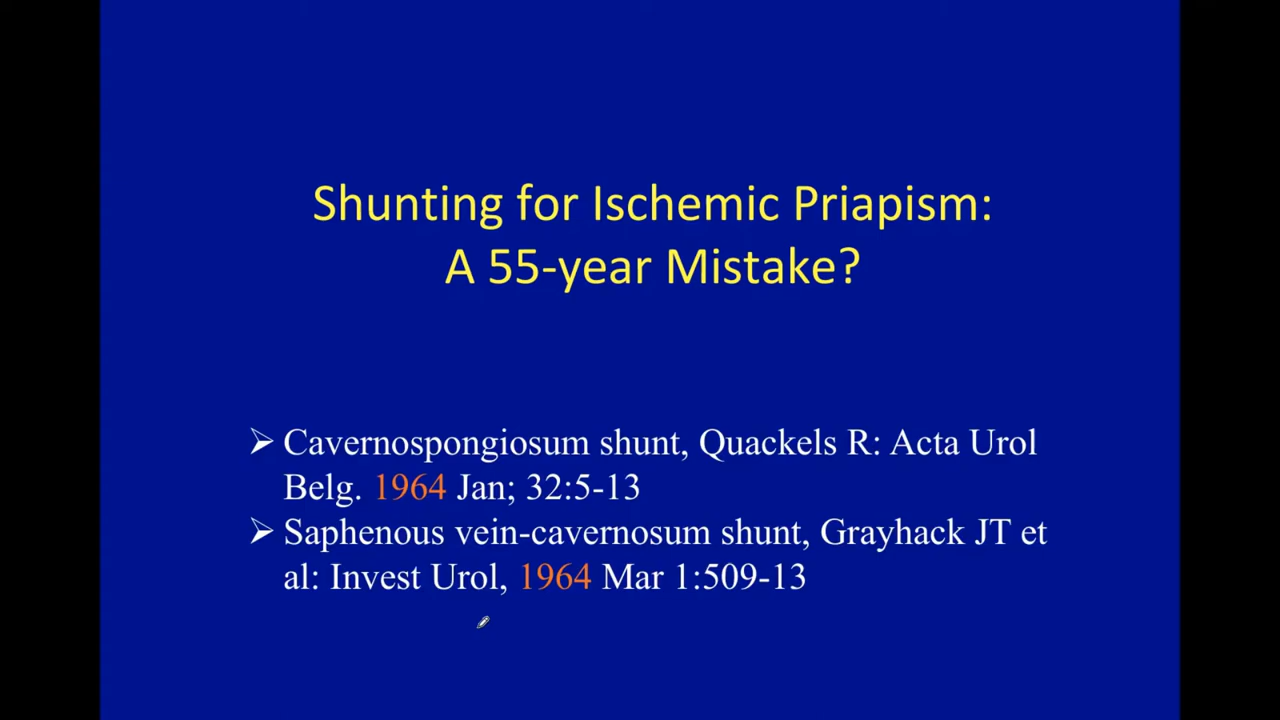 Shunting for Ischemic Priapism:
A 55-year Mistake?
➢ Cavernospongiosum shunt, Quackels R: Acta Urol
Belg. 1964 Jan; 32:5-13
➢ Saphenous vein-cavernosum shunt, Grayhack JT et
al: Invest Urol, 1964 Mar 1:509-13